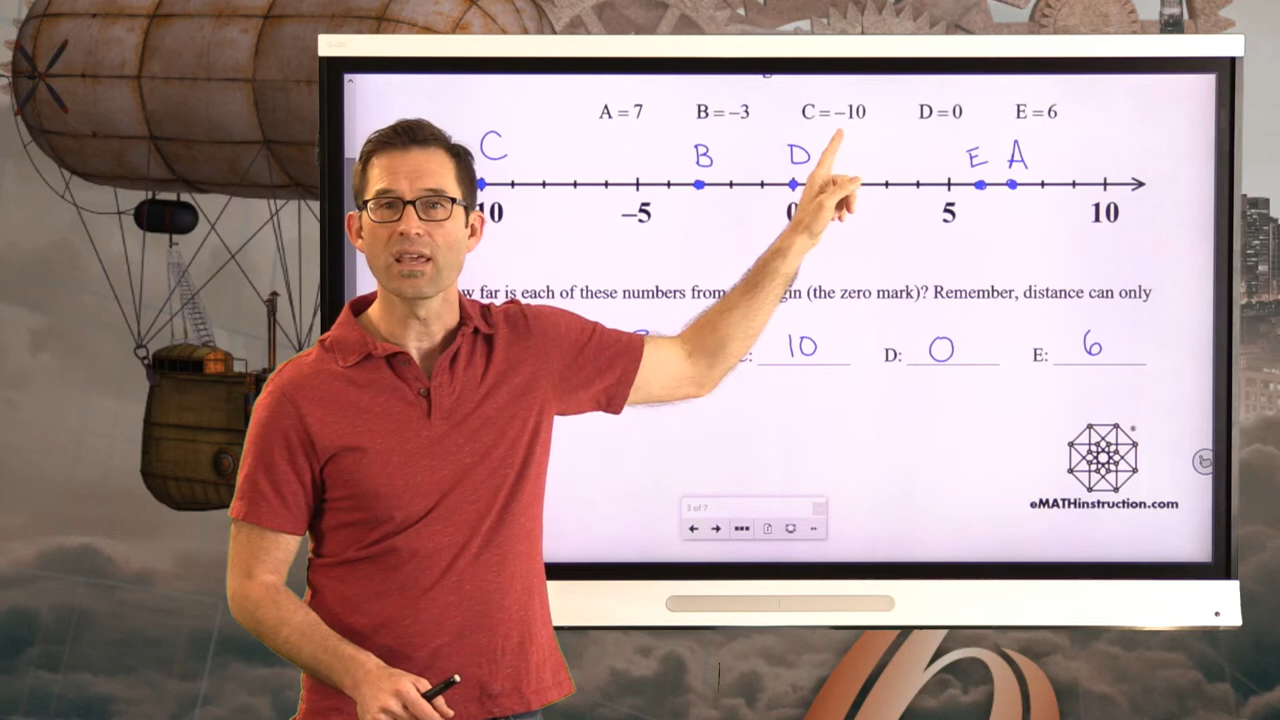 A = 7 B = −3 C = −10 D = 0 E = 6
C B D E A
10 −5 0 5 10
far is each of these numbers from (the zero mark)? Remember, distance can only
10 D: 0 E: 6
eMATHinstruction.com
3 of 7